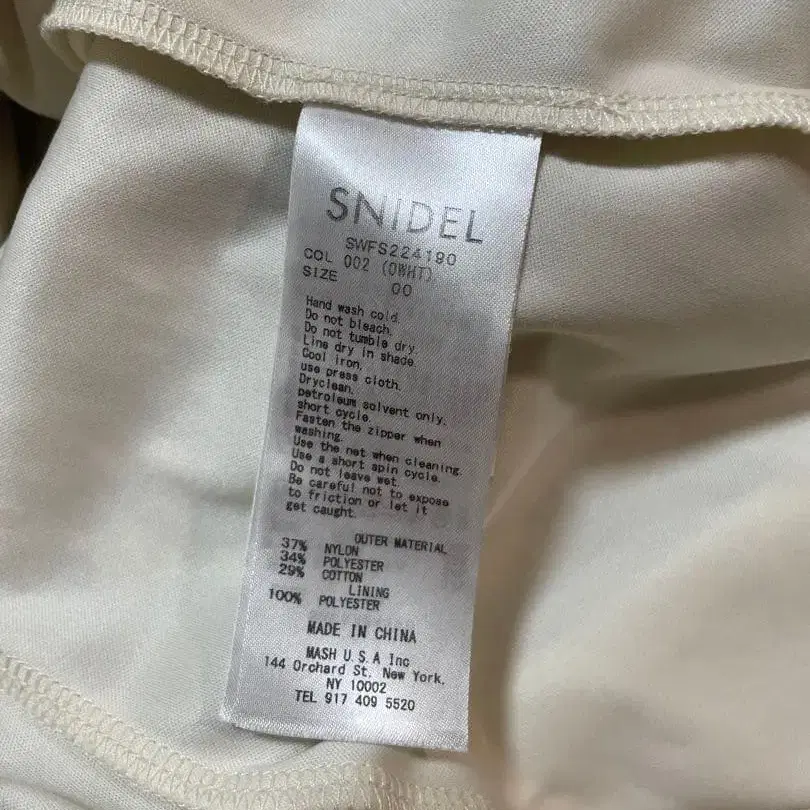 SNIDEL
SWFS224190
COL 002 (OWHT)
SIZE 00
Hand wash cold.
Do not bleach.
Do not tumble dry.
Line dry in shade.
Cool iron,
use press cloth.
Dryclean.
petroleum solvent only,
short cycle.
Fasten the zipper when
washing.
Use the net when cleaning.
Use a short spin cycle.
Do not leave wet.
Be careful not to expose
to friction or let it
get caught.
OUTER MATERIAL
37% NYLON
34% POLYESTER
29% COTTON
LINING
100% POLYESTER
MADE IN CHINA
MASH U.S.A Inc
144 Orchard St. New York.
NY 10002
TEL 917 409 5520